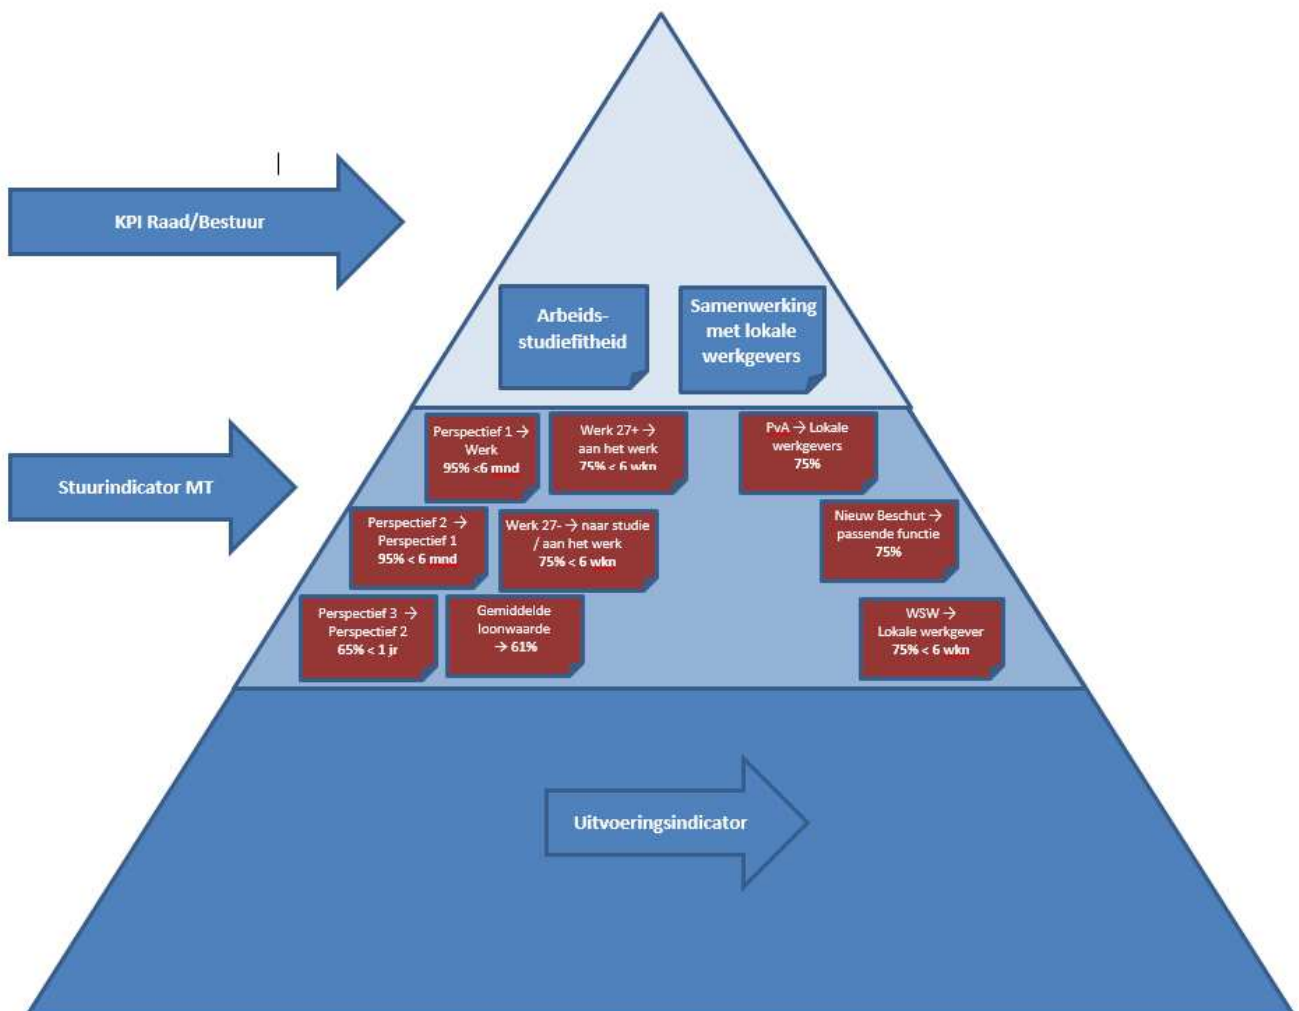 KPI Raad/Bestuur
Arbeids-
studiefitheid
Samenwerking
met lokale
werkgevers
Stuurindicator MT
Perspectief 1 →
Werk
95% <6 mnd
Werk 27+ →
aan het werk
75% < 6 wkn
PvA → Lokale
werkgevers
75%
Perspectief 2 →
Perspectief 1
95% < 6 mnd
Werk 27- → naar studie
/ aan het werk
75% < 6 wkn
Nieuw Beschut →
passende functie
75%
Perspectief 3 →
Perspectief 2
65% < 1 jr
Gemiddelde
loonwaarde
→ 61%
WSW →
Lokale werkgever
75% < 6 wkn
Uitvoeringsindicator